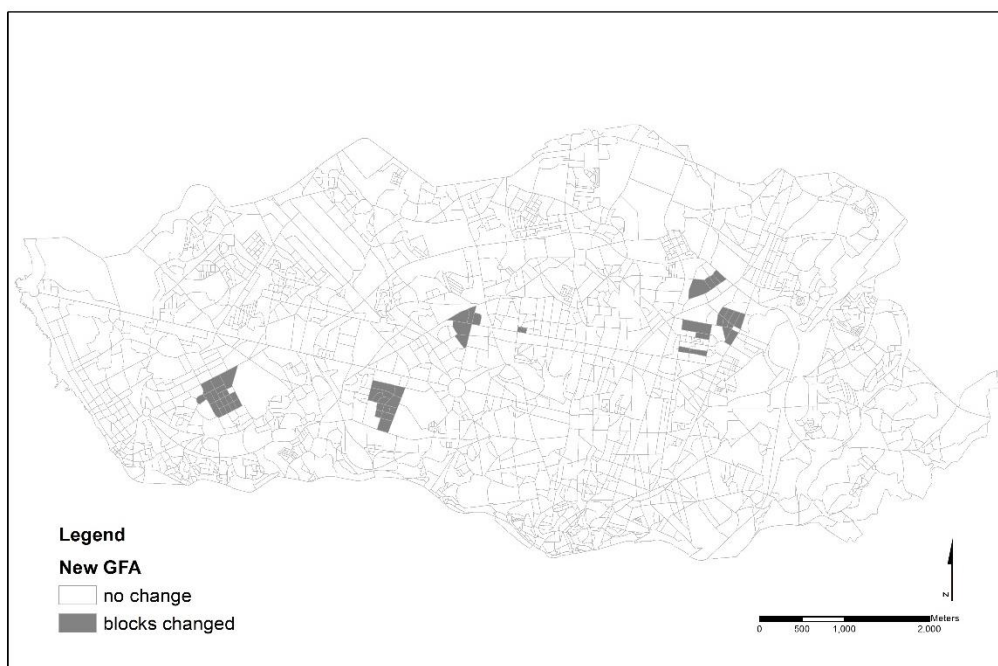 Legend
New GFA
no change
blocks changed
N
Meters
0 500 1,000 2,000